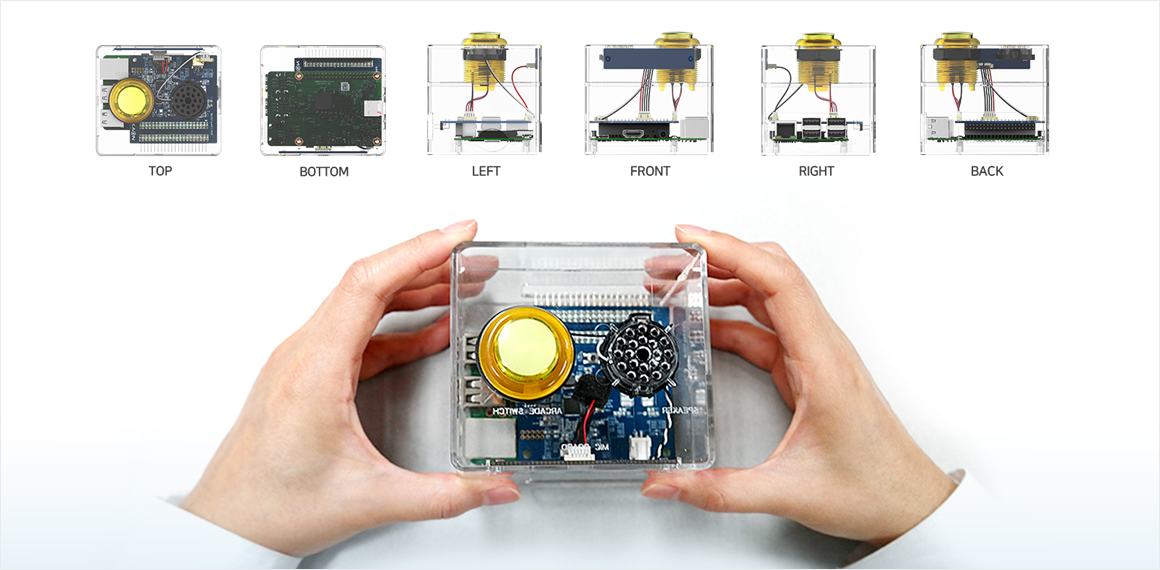 TOP
BOTTOM
LEFT
FRONT
RIGHT
BACK
ARCADE SWITCH
SPEAKER
MIC BOARD